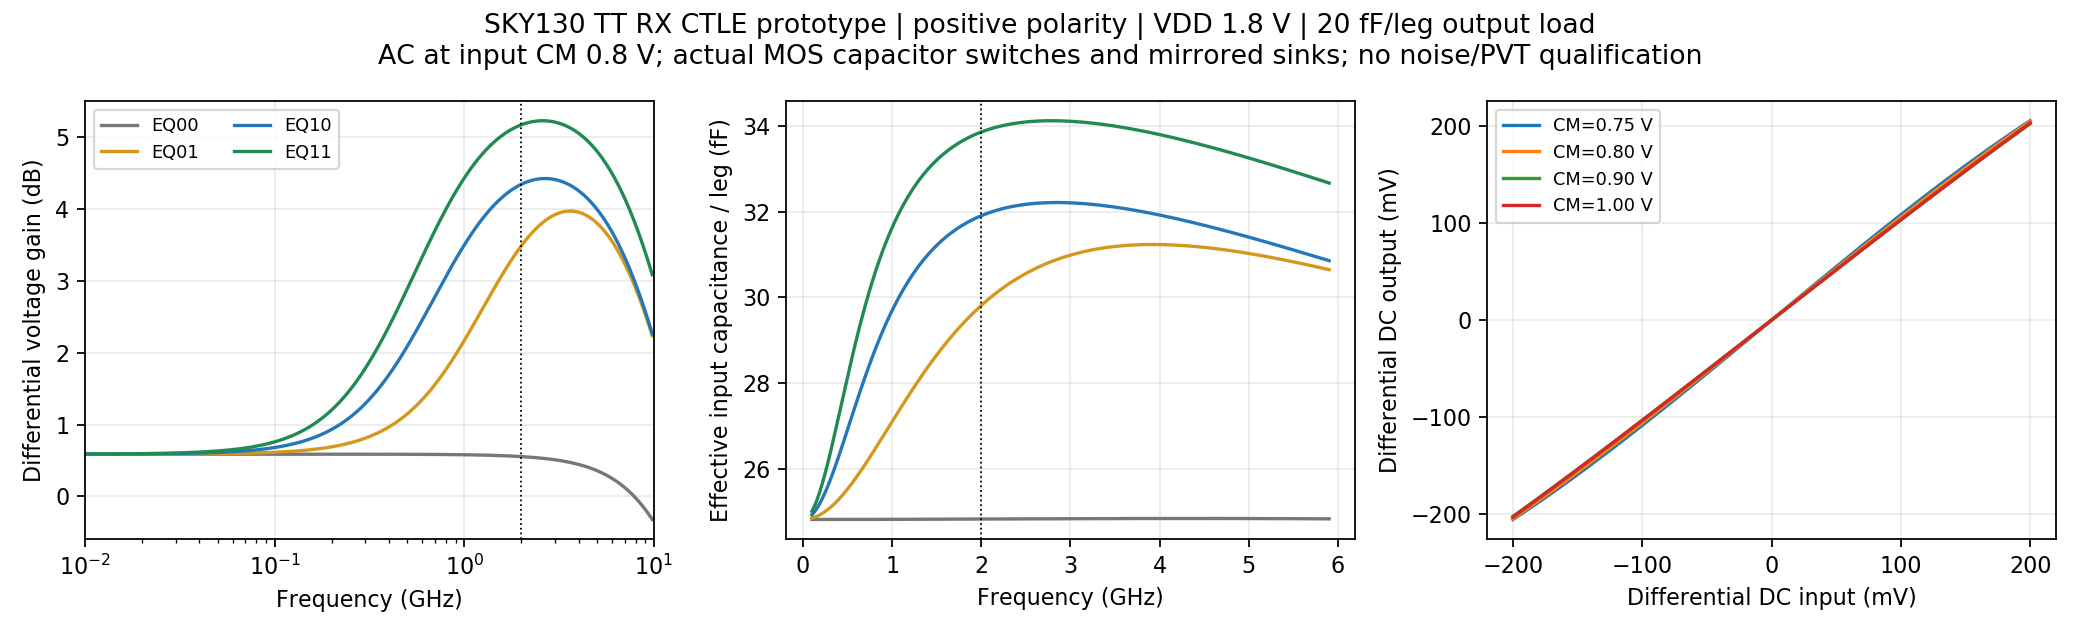 SKY130 TT RX CTLE prototype | positive polarity | VDD 1.8 V | 20 fF/leg output load
AC at input CM 0.8 V; actual MOS capacitor switches and mirrored sinks; no noise/PVT qualification
Differential voltage gain (dB)
5
4
3
2
1
0
EQ00
EQ01
EQ10
EQ11
10⁻²
10⁻¹
10⁰
10¹
Frequency (GHz)
Effective input capacitance / leg (fF)
34
32
30
28
26
0
1
2
3
4
5
6
Frequency (GHz)
Differential DC output (mV)
200
100
0
−100
−200
CM=0.75 V
CM=0.80 V
CM=0.90 V
CM=1.00 V
−200
−100
0
100
200
Differential DC input (mV)